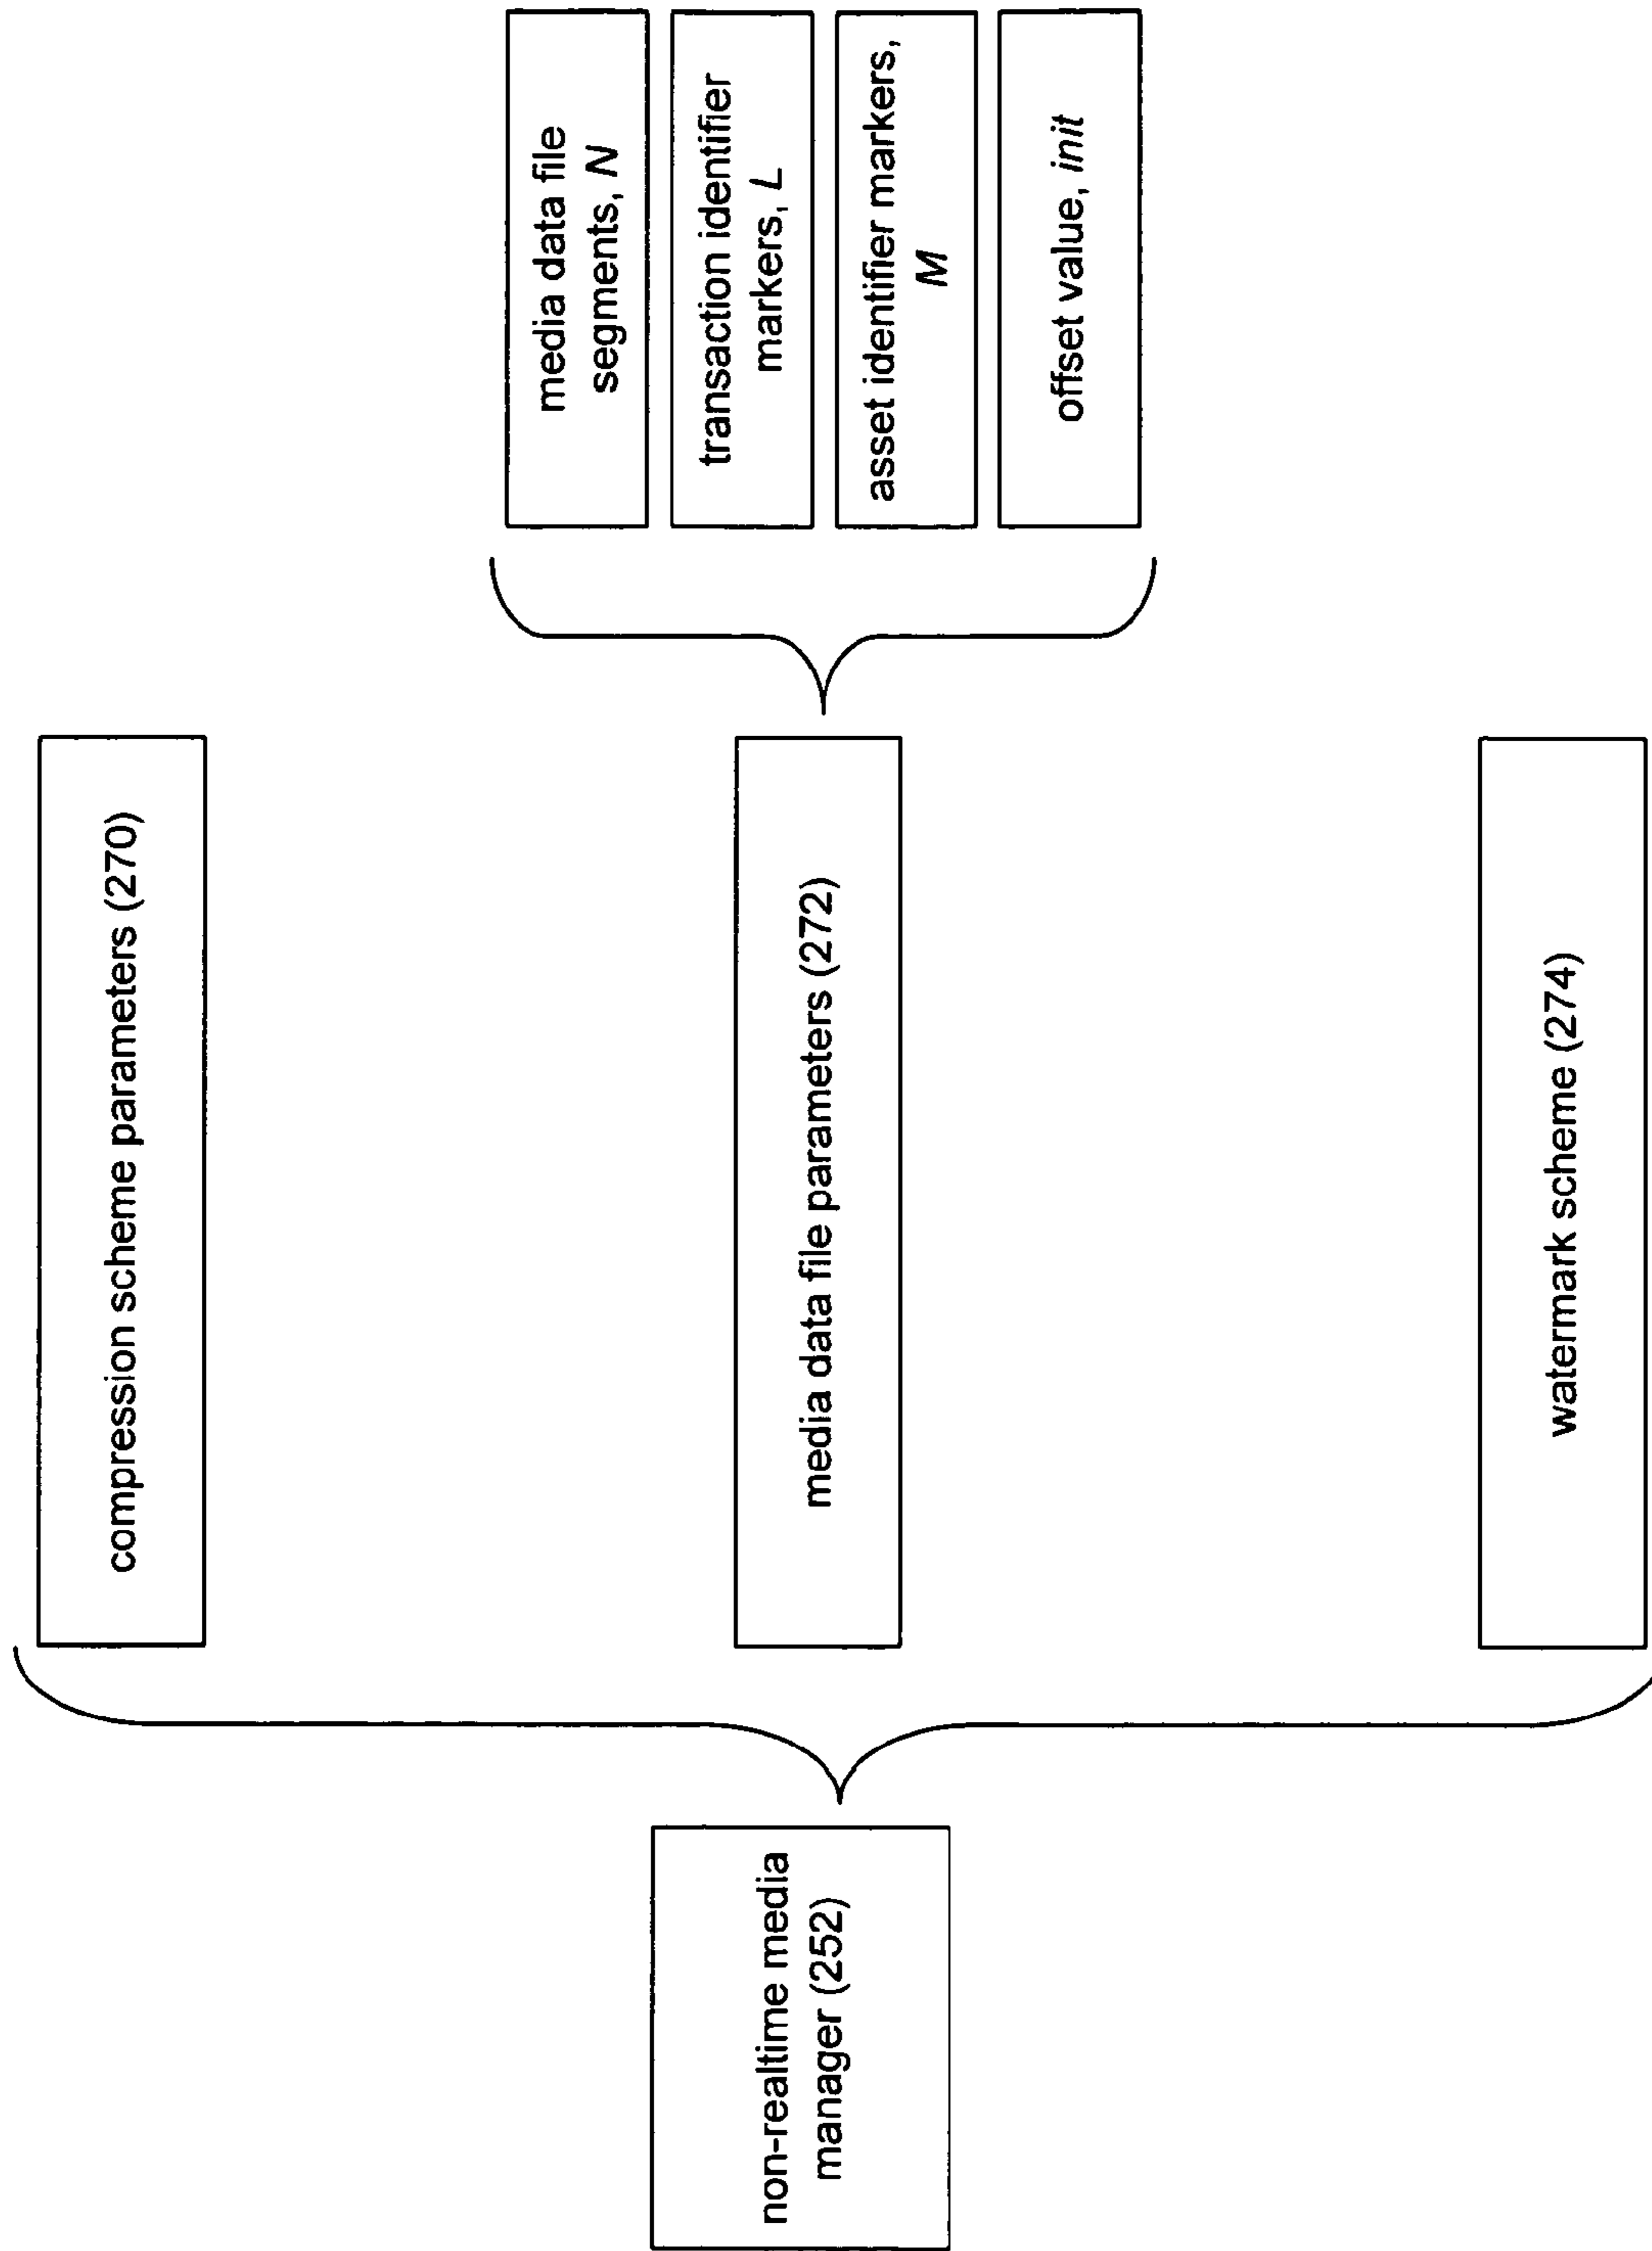 non-realtime media
manager (252)
compression scheme parameters (270)
media data file parameters (272)
watermark scheme (274)
media data file
segments, N
transaction identifier
markers, L
asset identifier markers,
M
offset value, init